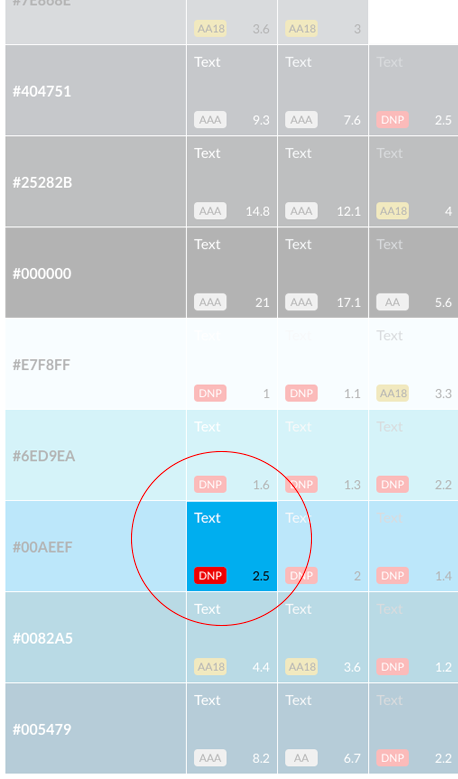 #7E868E
AA18 3.6 AA18 3
Text Text Text
#404751
AAA 9.3 AAA 7.6 DNP 2.5
Text Text Text
#25282B
AAA 14.8 AAA 12.1 AA18 4
Text Text Text
#000000
AAA 21 AAA 17.1 AA 5.6
Text
#E7F8FF
DNP 1 DNP 1.1 AA18 3.3
Text Text Text
#6ED9EA
DNP 1.6 DNP 1.3 DNP 2.2
Text Text Text
#00AEEF
DNP 2.5 DNP 2 DNP 1.4
Text Text Text
#0082A5
AA18 4.4 AA18 3.6 DNP 1.2
Text Text Text
#005479
AAA 8.2 AA 6.7 DNP 2.2